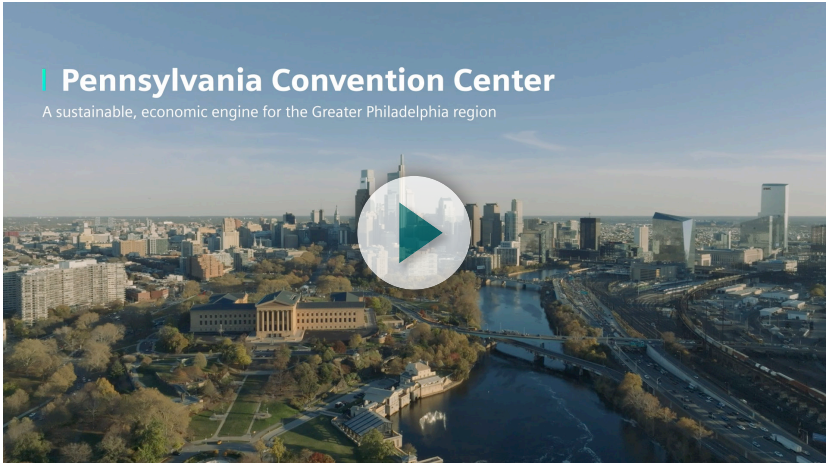 Pennsylvania Convention Center
A sustainable, economic engine for the Greater Philadelphia region